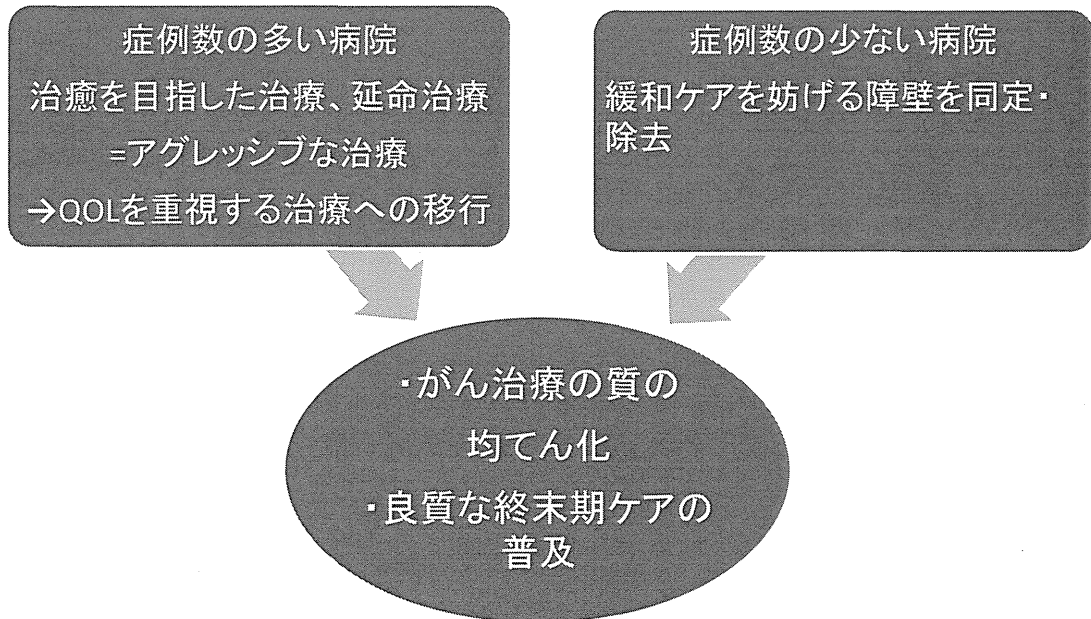 症例数の多い病院
治癒を目指した治療、延命治療
=アグレッシブな治療
→QOLを重視する治療への移行
症例数の少ない病院
緩和ケアを妨げる障壁を同定・
除去
・がん治療の質の
均てん化
・良質な終末期ケアの
普及